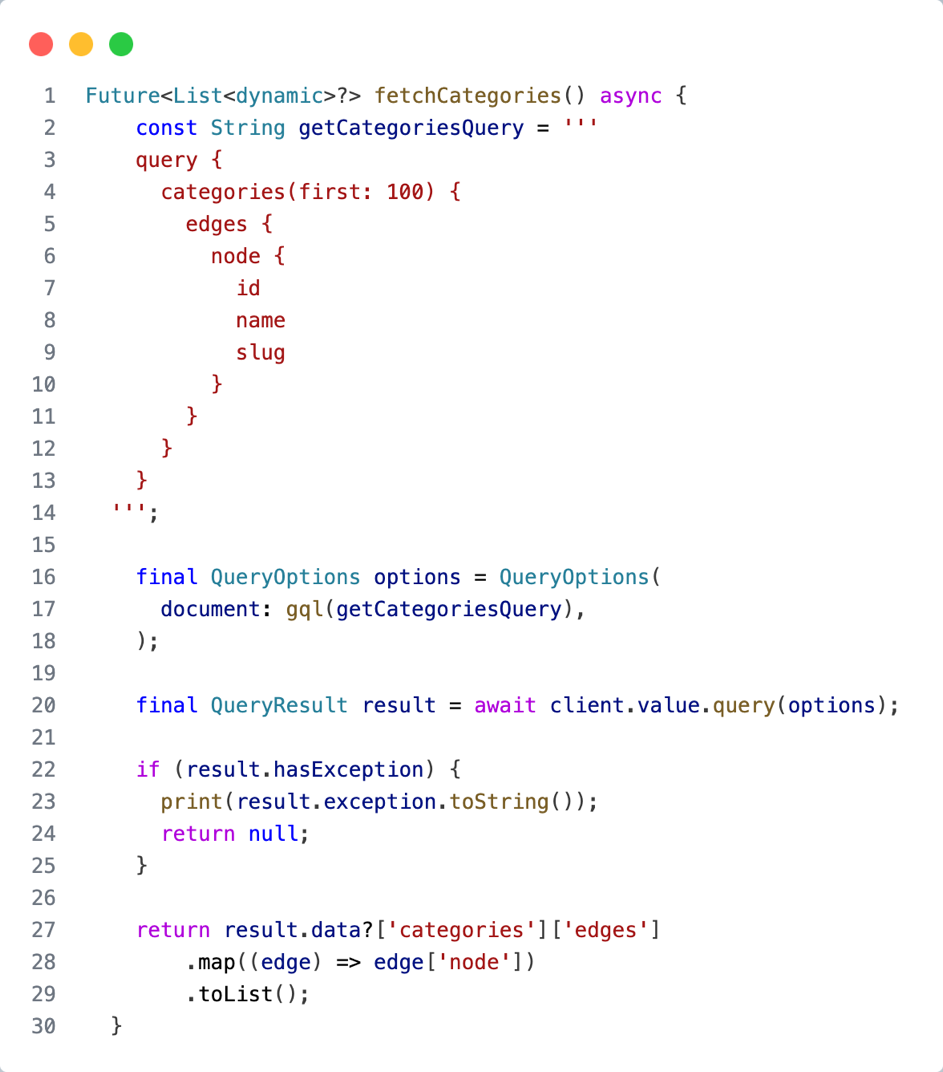 1 Future<List<dynamic>?> fetchCategories() async {
2     const String getCategoriesQuery = '''
3     query {
4       categories(first: 100) {
5         edges {
6           node {
7             id
8             name
9             slug
10           }
11         }
12       }
13     }
14   ''';
15
16     final QueryOptions options = QueryOptions(
17       document: gql(getCategoriesQuery),
18     );
19
20     final QueryResult result = await client.value.query(options);
21
22     if (result.hasException) {
23       print(result.exception.toString());
24       return null;
25     }
26
27     return result.data?['categories']['edges']
28         .map((edge) => edge['node'])
29         .toList();
30   }